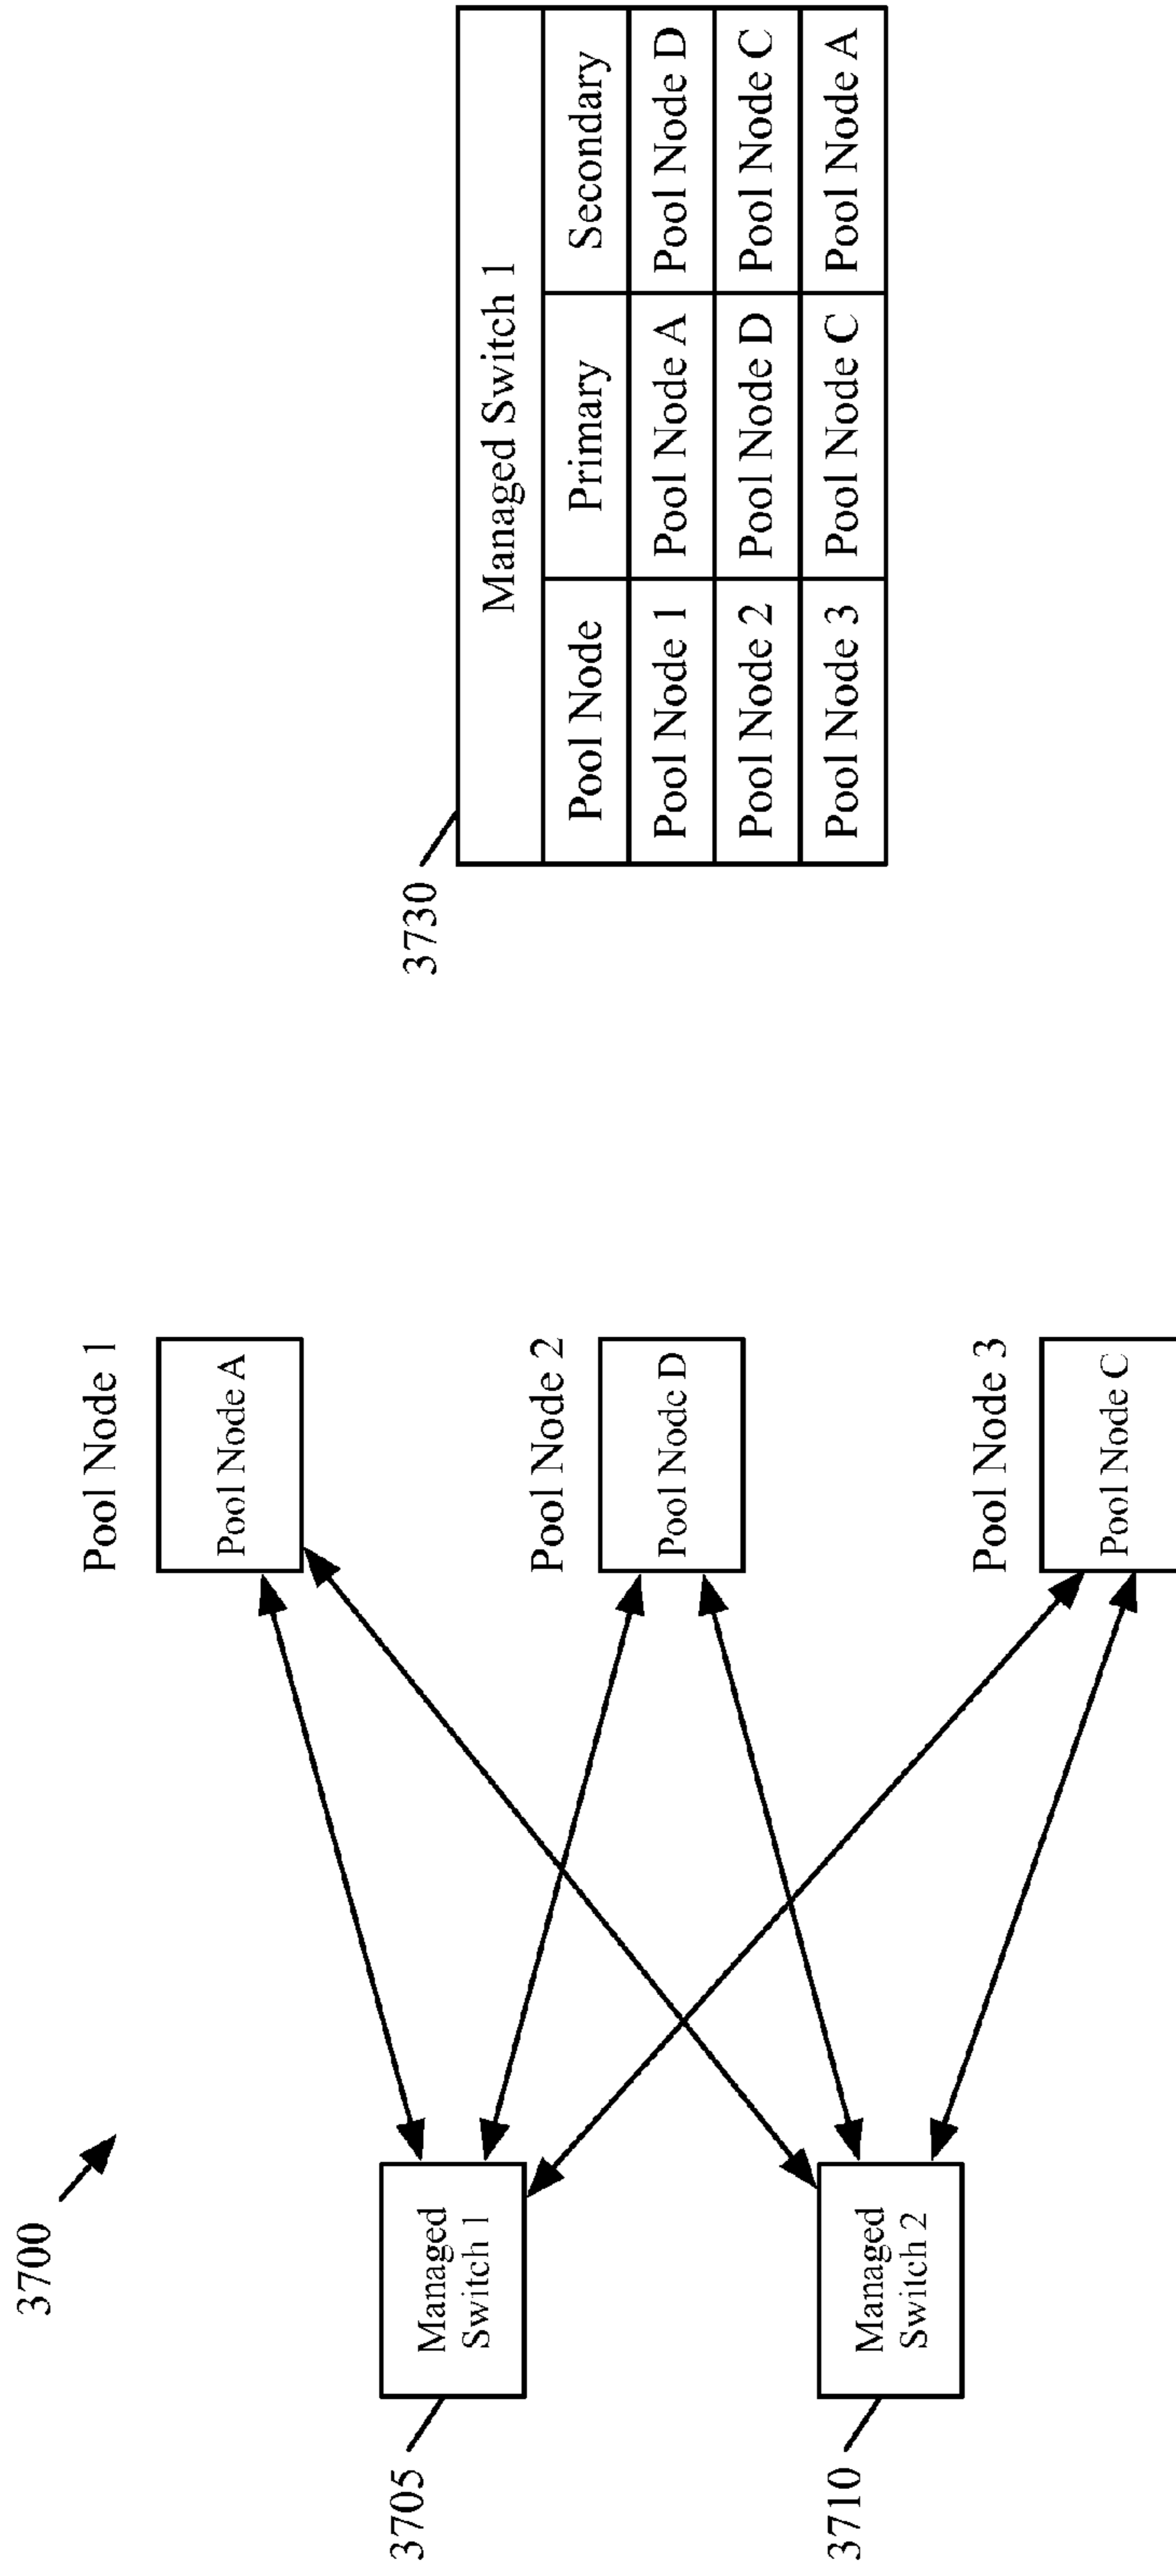 3700
Pool Node 1
Pool Node A
3705
Managed
Switch 1
Pool Node 2
Pool Node D
3710
Managed
Switch 2
Pool Node 3
Pool Node C
3730
Managed Switch 1
Pool Node Primary Secondary
Pool Node 1 Pool Node A Pool Node D
Pool Node 2 Pool Node D Pool Node C
Pool Node 3 Pool Node C Pool Node A